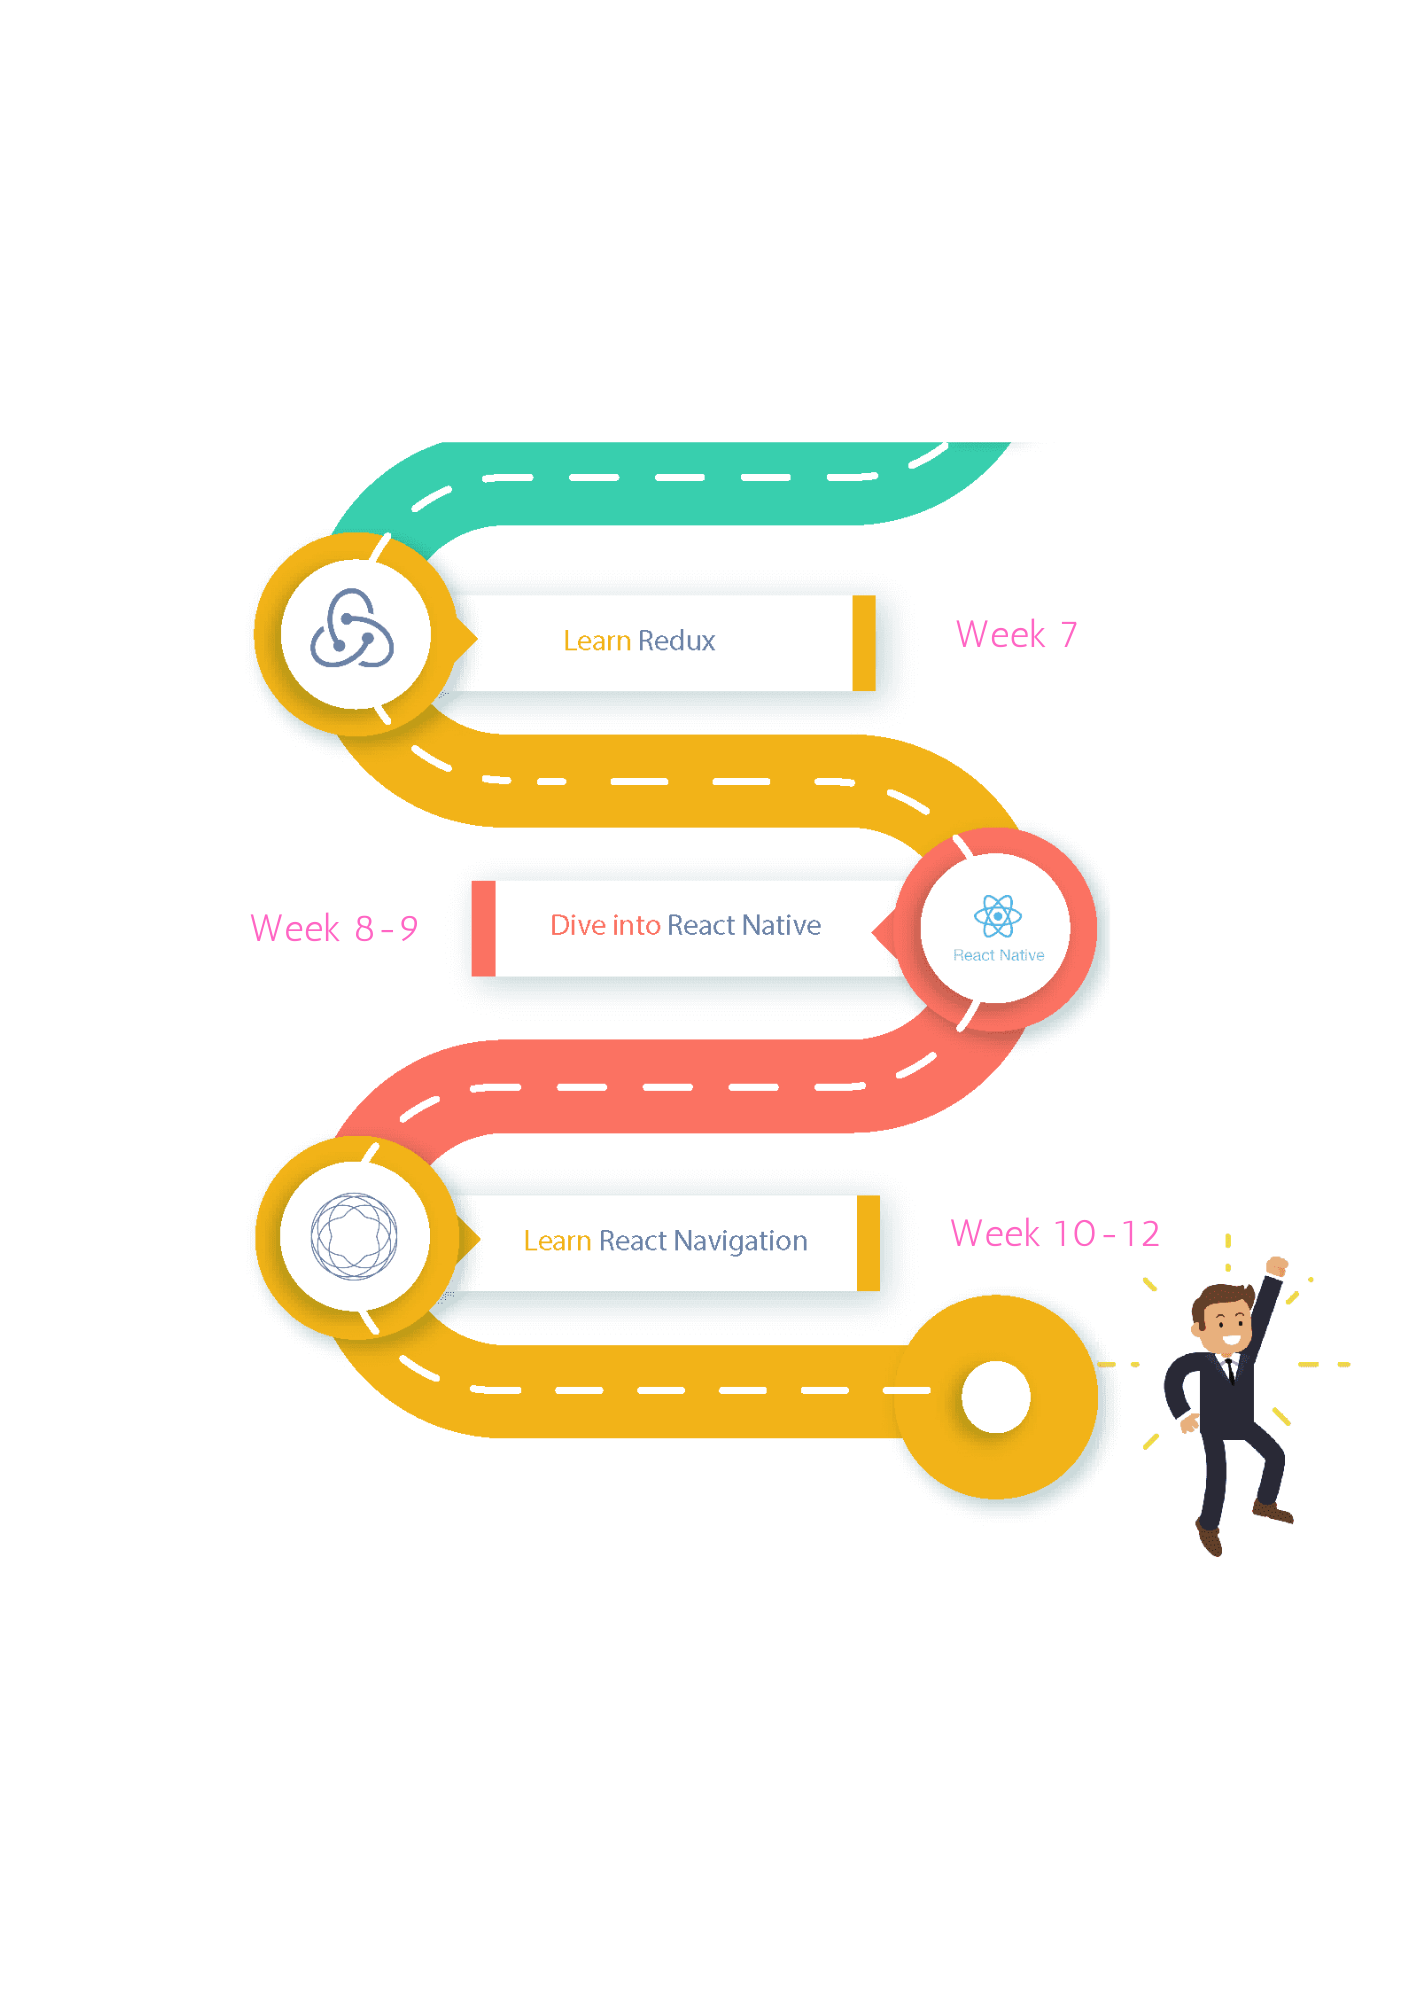 Learn Redux
Week 7
Week 8-9
Dive into React Native
React Native
Learn React Navigation
Week 10-12